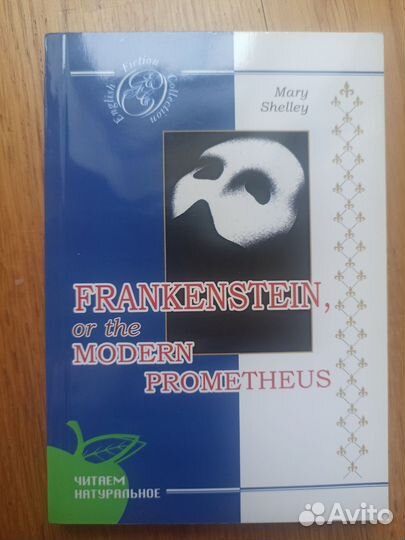 English Fiction Collection
Mary
Shelley
FRANKENSTEIN,
or the
MODERN
PROMETHEUS
ЧИТАЕМ
НАТУРАЛЬНОЕ
Avito